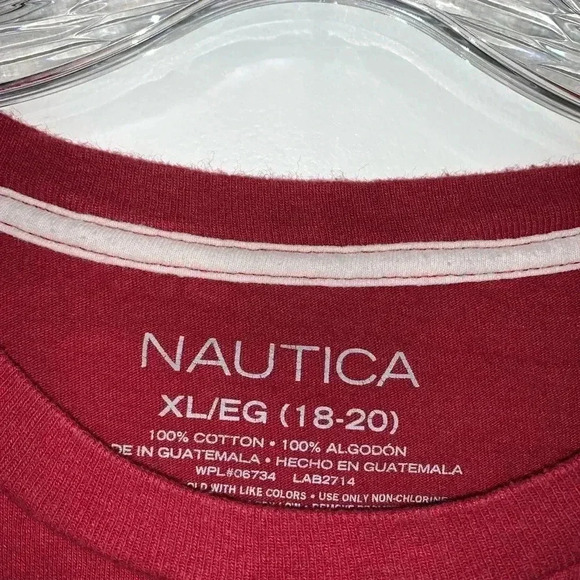 NAUTICA
XL/EG (18-20)
100% COTTON • 100% ALGODÓN
DE IN GUATEMALA • HECHO EN GUATEMALA
WPL#06734 LAB2714
OLD WITH LIKE COLORS • USE ONLY NON-CHLORINE